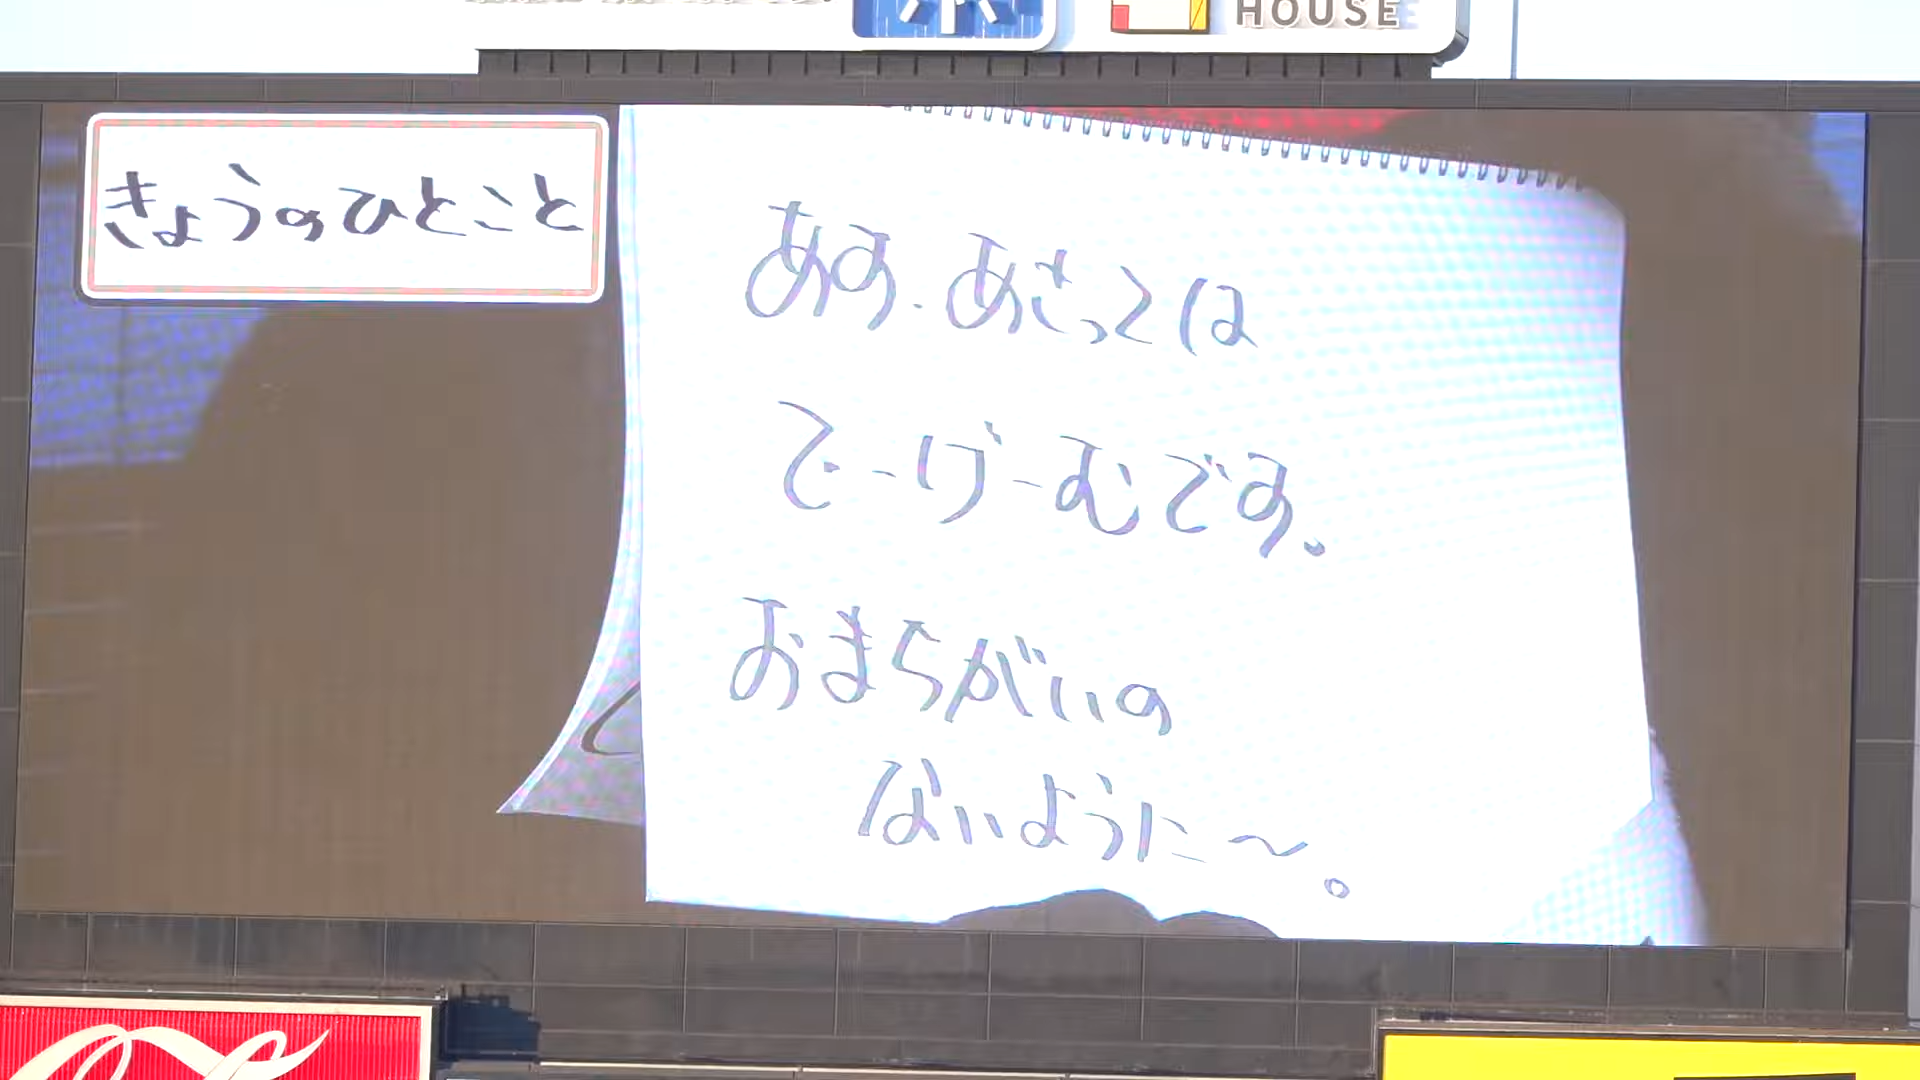 HOUSE
きょうのひとこと
あす、あさっては
でーげーむです。
おまちがいの
ないように〜。